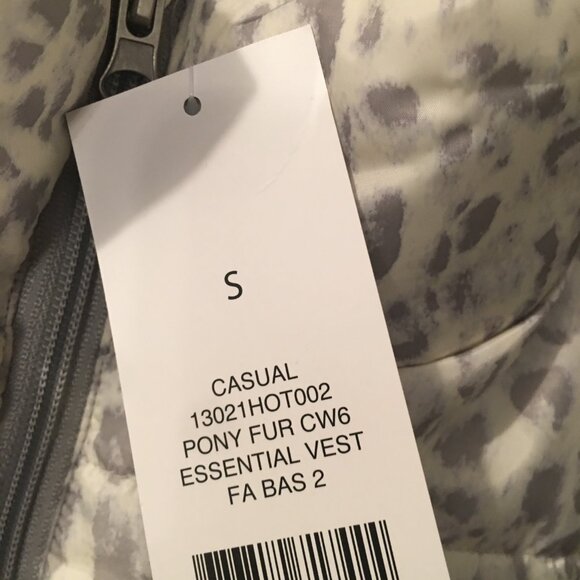 S
CASUAL
13021HOT002
PONY FUR CW6
ESSENTIAL VEST
FA BAS 2